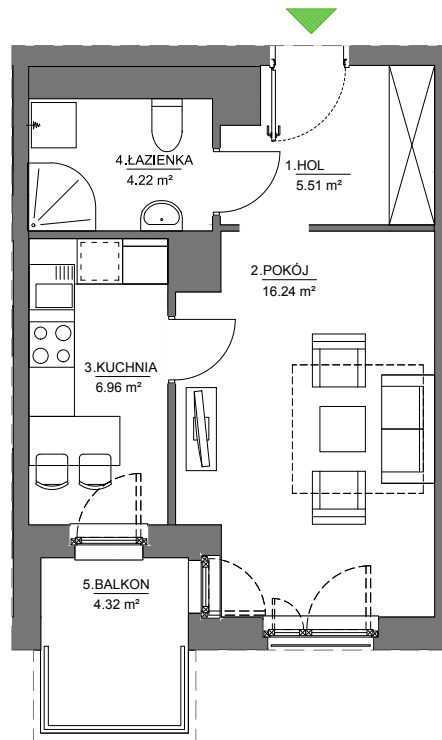 4.ŁAZIENKA
4.22 m²
1.HOL
5.51 m²
2.POKÓJ
16.24 m²
3.KUCHNIA
6.96 m²
5.BALKON
4.32 m²